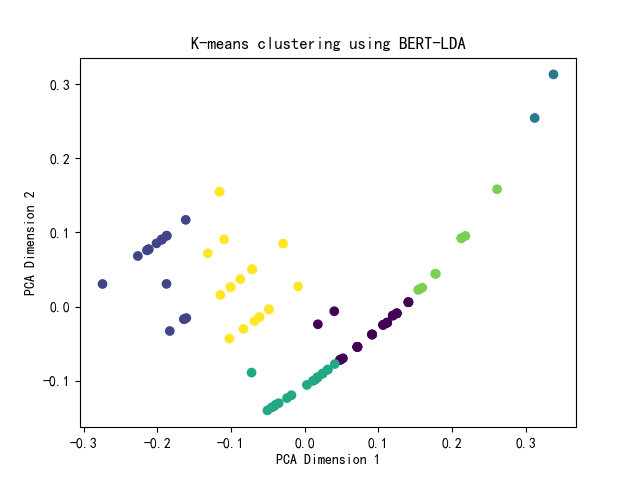 K-means clustering using BERT-LDA
PCA Dimension 2
0.3
0.2
0.1
0.0
−0.1
−0.3 −0.2 −0.1 0.0 0.1 0.2 0.3
PCA Dimension 1